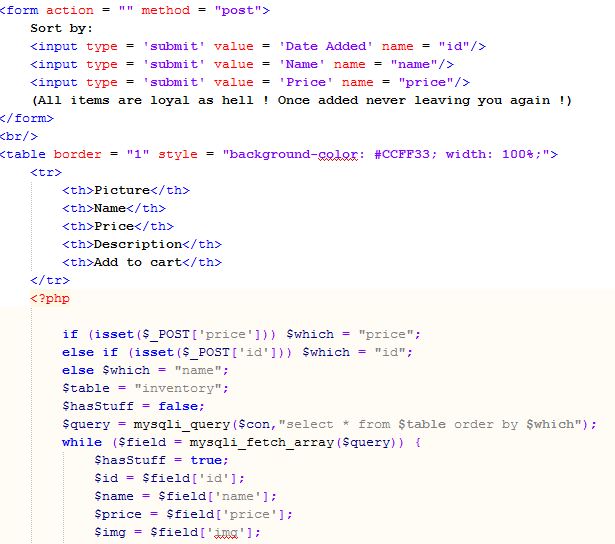 <form action = "" method = "post">
Sort by:
<input type = 'submit' value = 'Date Added' name = "id"/>
<input type = 'submit' value = 'Name' name = "name"/>
<input type = 'submit' value = 'Price' name = "price"/>
(All items are loyal as hell ! Once added never leaving you again !)
</form>
<br/>
<table border = "1" style = "background-color: #CCFF33; width: 100%;">
<tr>
<th>Picture</th>
<th>Name</th>
<th>Price</th>
<th>Description</th>
<th>Add to cart</th>
</tr>
<?php
if (isset($_POST['price'])) $which = "price";
else if (isset($_POST['id'])) $which = "id";
else $which = "name";
$table = "inventory";
$hasStuff = false;
$query = mysqli_query($con,"select * from $table order by $which");
while ($field = mysqli_fetch_array($query)) {
$hasStuff = true;
$id = $field['id'];
$name = $field['name'];
$price = $field['price'];
$img = $field['img'];